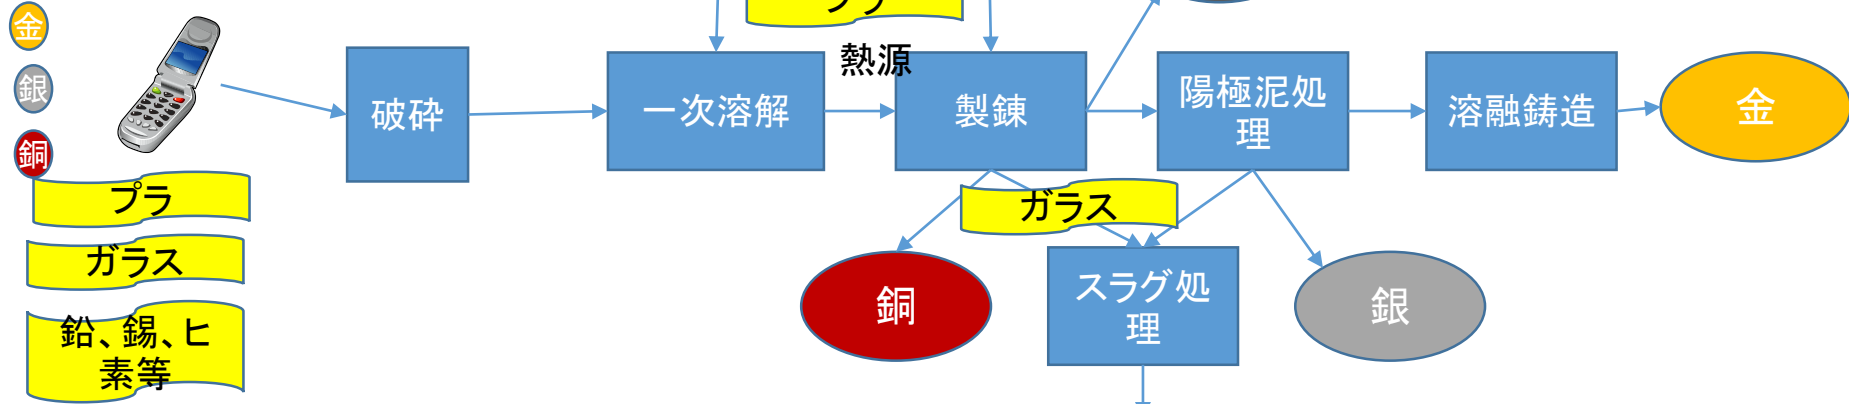 金
銀
銅
プラ
ガラス
鉛、錫、ヒ
素等
破砕
一次溶解
熱源
製錬
陽極泥処
理
溶融鋳造
金
ガラス
銅
スラグ処
理
銀